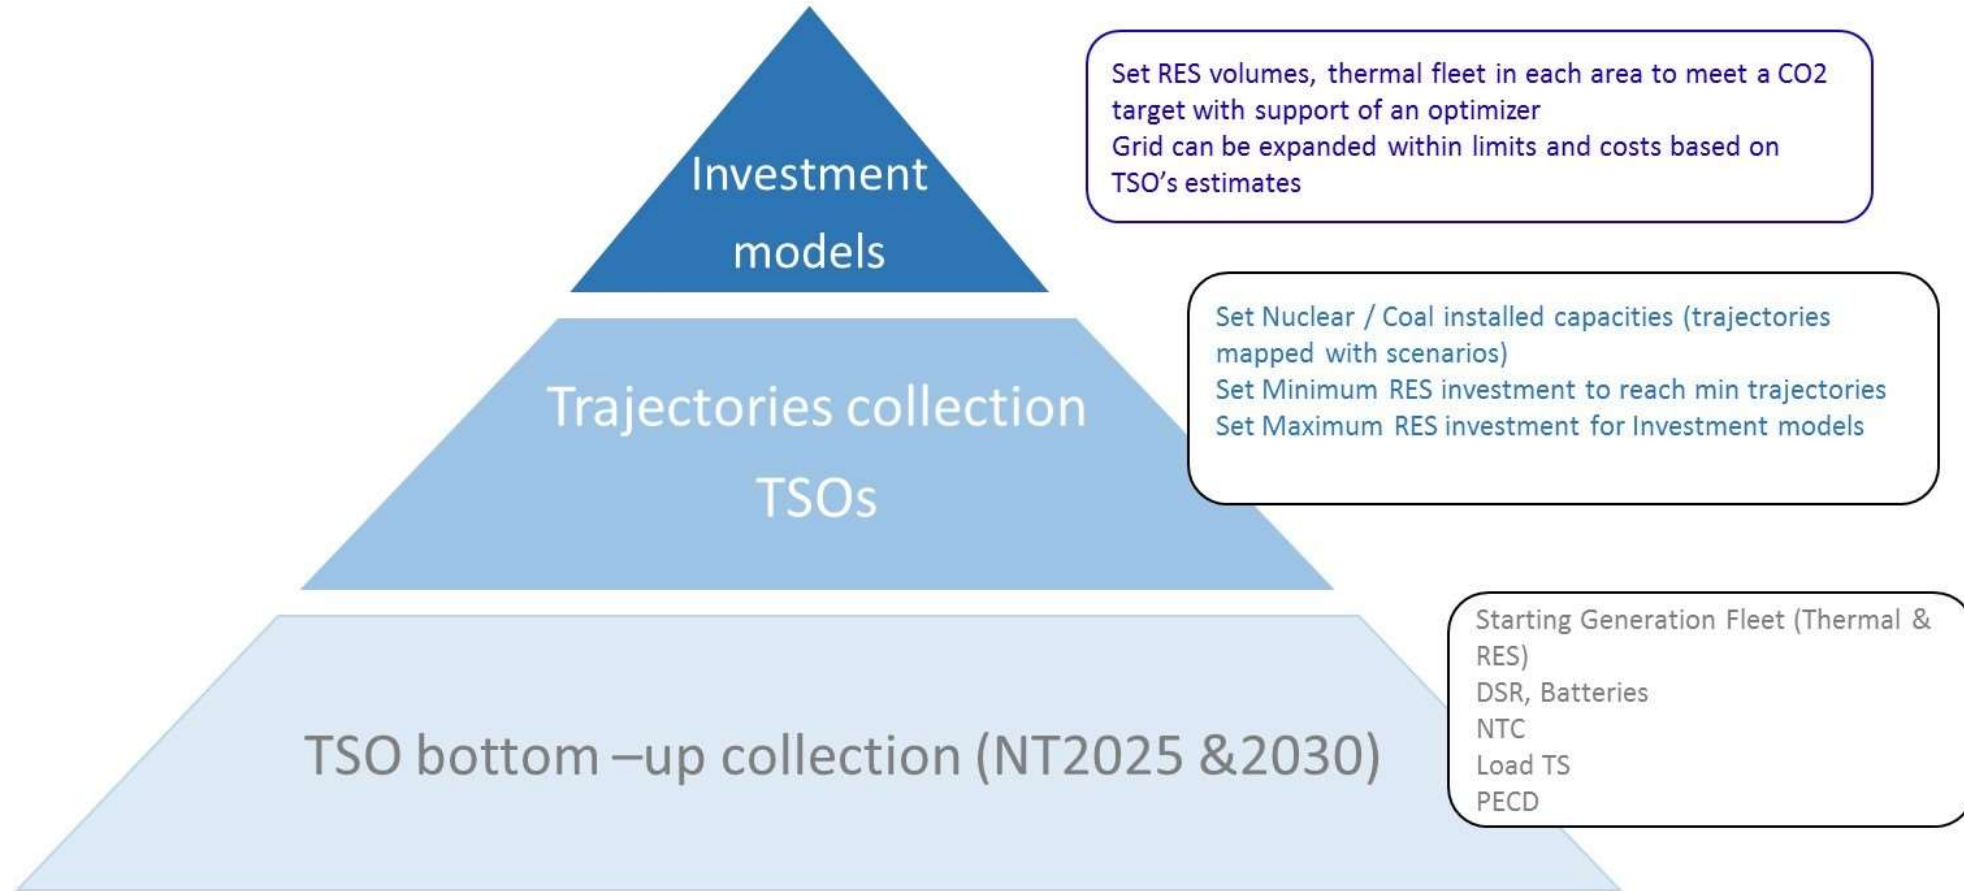 Investment
models
Set RES volumes, thermal fleet in each area to meet a CO2
target with support of an optimizer
Grid can be expanded within limits and costs based on
TSO's estimates
Trajectories collection
TSOs
Set Nuclear / Coal installed capacities (trajectories
mapped with scenarios)
Set Minimum RES investment to reach min trajectories
Set Maximum RES investment for Investment models
TSO bottom –up collection (NT2025 &2030)
Starting Generation Fleet (Thermal &
RES)
DSR, Batteries
NTC
Load TS
PECD